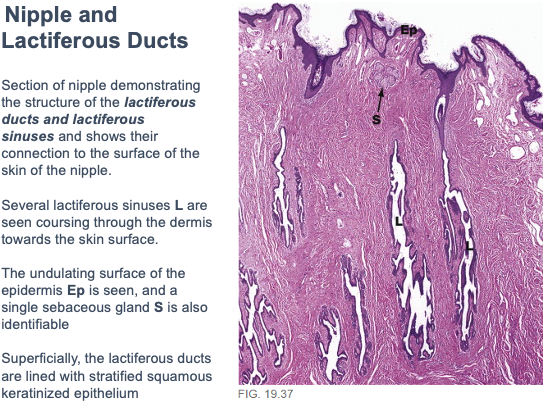 Nipple and
Lactiferous Ducts
Section of nipple demonstrating
the structure of the lactiferous
ducts and lactiferous
sinuses and shows their
connection to the surface of the
skin of the nipple.
Several lactiferous sinuses L are
seen coursing through the dermis
towards the skin surface.
The undulating surface of the
epidermis Ep is seen, and a
single sebaceous gland S is also
identifiable
Superficially, the lactiferous ducts
are lined with stratified squamous
keratinized epithelium
Ep
S
L
L
FIG. 19.37